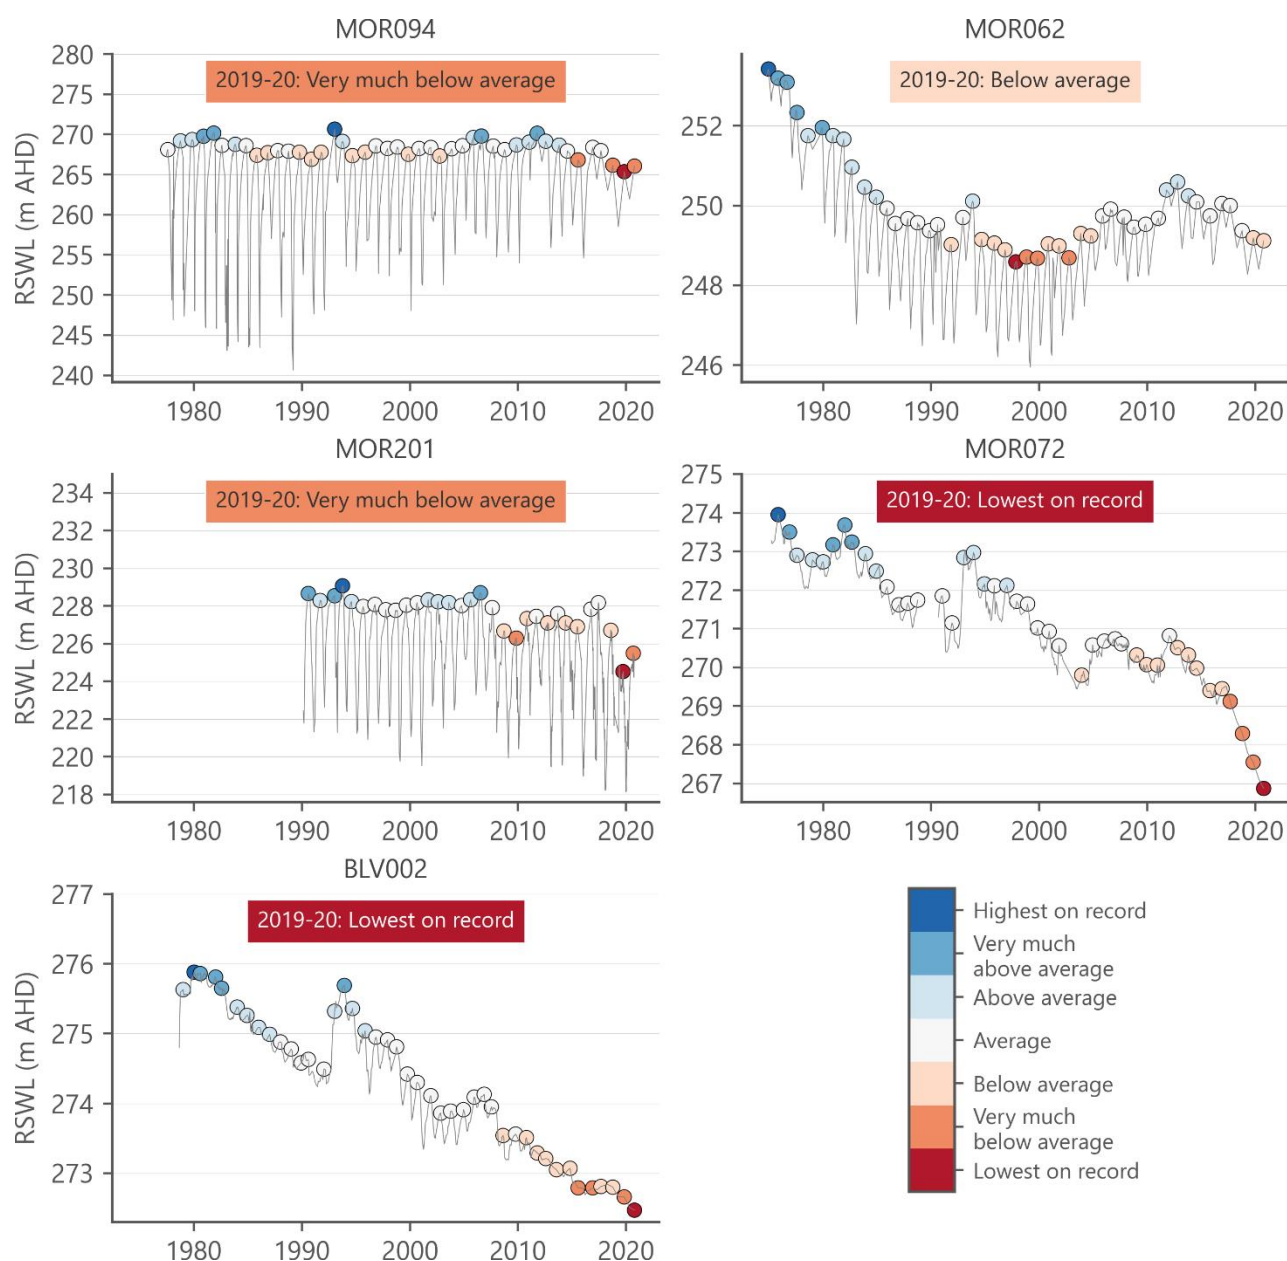 MOR094
2019-20: Very much below average
RSWL (m AHD)
280
275
270
265
260
255
250
245
240
1980 1990 2000 2010 2020
MOR062
2019-20: Below average
252
250
248
246
1980 1990 2000 2010 2020
MOR201
2019-20: Very much below average
RSWL (m AHD)
234
232
230
228
226
224
222
220
218
1980 1990 2000 2010 2020
MOR072
2019-20: Lowest on record
275
274
273
272
271
270
269
268
267
1980 1990 2000 2010 2020
BLV002
2019-20: Lowest on record
RSWL (m AHD)
277
276
275
274
273
1980 1990 2000 2010 2020
Highest on record
Very much
above average
Above average
Average
Below average
Very much
below average
Lowest on record